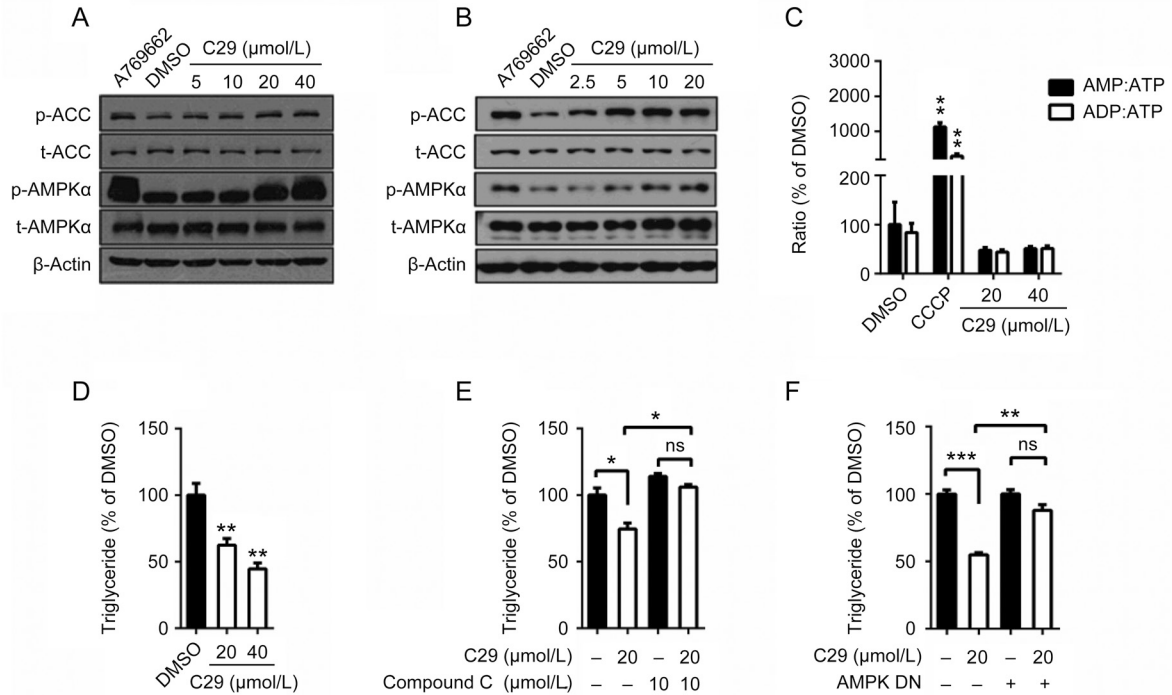 A
A769662
DMSO
C29 (μmol/L)
5 10 20 40
p-ACC
t-ACC
p-AMPKα
t-AMPKα
β-Actin
B
A769662
DMSO
C29 (μmol/L)
2.5 5 10 20
p-ACC
t-ACC
p-AMPKα
t-AMPKα
β-Actin
C
AMP:ATP
ADP:ATP
Ratio (% of DMSO)
3000
2000
1000
200
100
0
**
**
DMSO
CCCP
20 40
C29 (μmol/L)
D
Triglyceride (% of DMSO)
150
100
50
0
**
**
DMSO
20 40
C29 (μmol/L)
E
Triglyceride (% of DMSO)
150
100
50
0
*
*
ns
C29 (μmol/L) – 20 – 20
Compound C (μmol/L) – – 10 10
F
Triglyceride (% of DMSO)
150
100
50
0
**
***
ns
C29 (μmol/L) – 20 – 20
AMPK DN – – + +